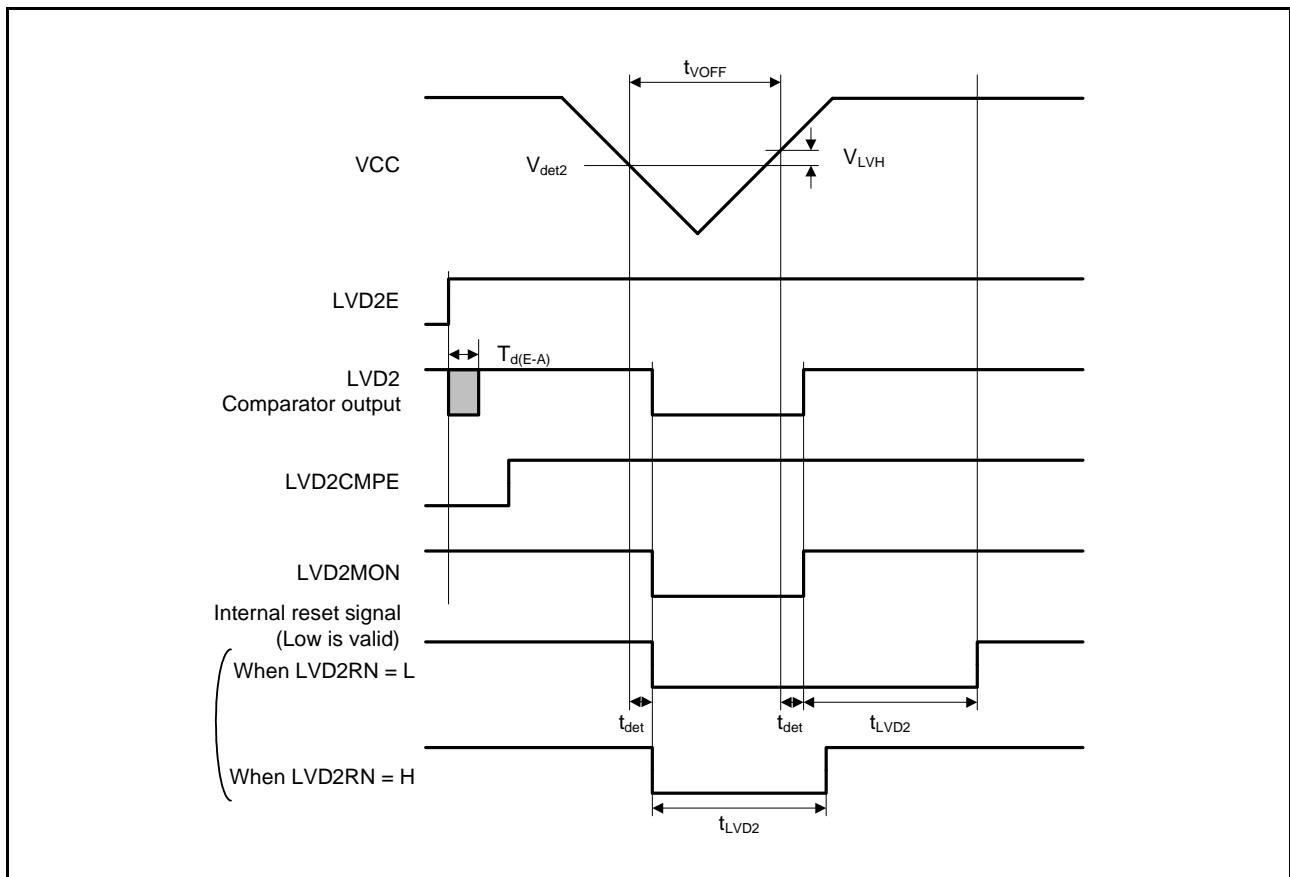 tVOFF
VCC
Vdet2
VLVH
LVD2E
Td(E-A)
LVD2
Comparator output
LVD2CMPE
LVD2MON
Internal reset signal
(Low is valid)
When LVD2RN = L
tdet
tdet
tLVD2
When LVD2RN = H
tLVD2